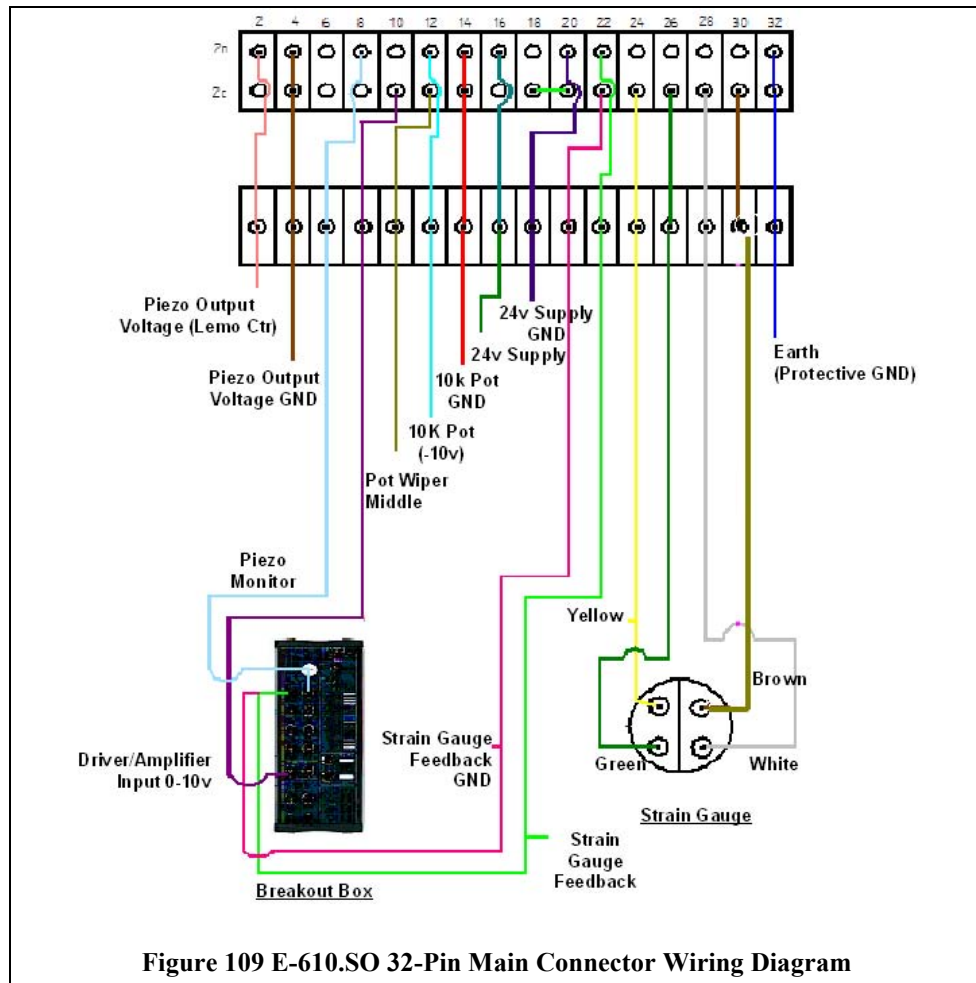 2 4 6 8 10 12 14 16 18 20 22 24 26 28 30 32
Zn
Zc
Piezo Output
Voltage (Lemo Ctr)
Piezo Output
Voltage GND
24v Supply
GND
24v Supply
10k Pot
GND
10K Pot
(-10v)
Pot Wiper
Middle
Earth
(Protective GND)
Piezo
Monitor
Yellow
Brown
Driver/Amplifier
Input 0-10v
Strain Gauge
Feedback
GND
Green
White
Strain Gauge
Strain
Gauge
Feedback
Breakout Box
Figure 109 E-610.SO 32-Pin Main Connector Wiring Diagram